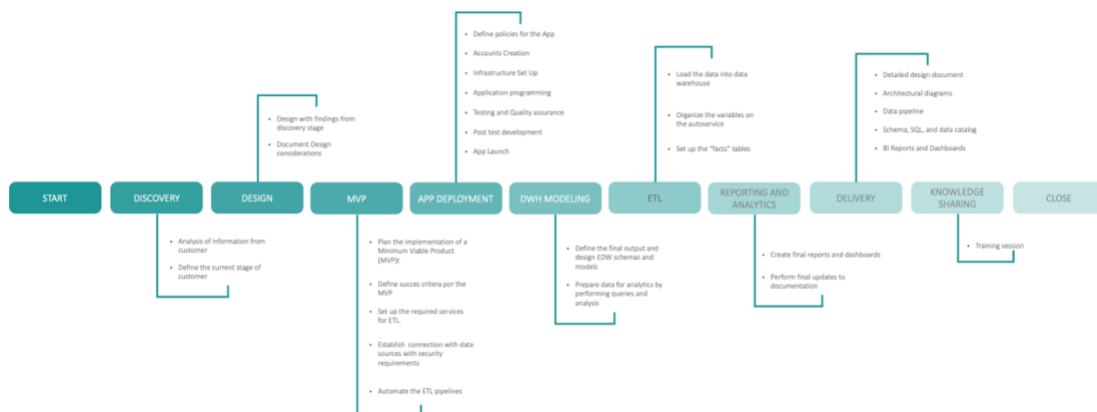 • Define policies for the App
• Accounts Creation
• Infrastructure Set Up
• Application programming
• Testing and Quality assurance
• Post test development
• App Launch
• Load the data into data
warehouse
• Organize the variables on
the autoservice
• Set up the "facts" tables
• Detailed design document
• Architectural diagrams
• Data pipeline
• Schema, SQL, and data catalog
• BI Reports and Dashboards
• Design with findings from
discovery stage
• Document Design
considerations
START
DISCOVERY
DESIGN
MVP
APP DEPLOYMENT
DWH MODELING
ETL
REPORTING AND
ANALYTICS
DELIVERY
KNOWLEDGE
SHARING
CLOSE
• Analysis of information from
customer
• Define the current stage of
customer
• Plan the implementation of a
Minimum Viable Product
(MVP)t
• Define succes critera por the
MVP
• Set up the required services
for ETL.
• Establish connection with data
sources with security
requirements
• Automate the ETL pipelines
• Define the final output and
design EDW schemas and
models
• Prepare data for analytics by
performing queries and
analysis
• Create final reports and dashboards
• Perform final updates to
documentation
• Training session